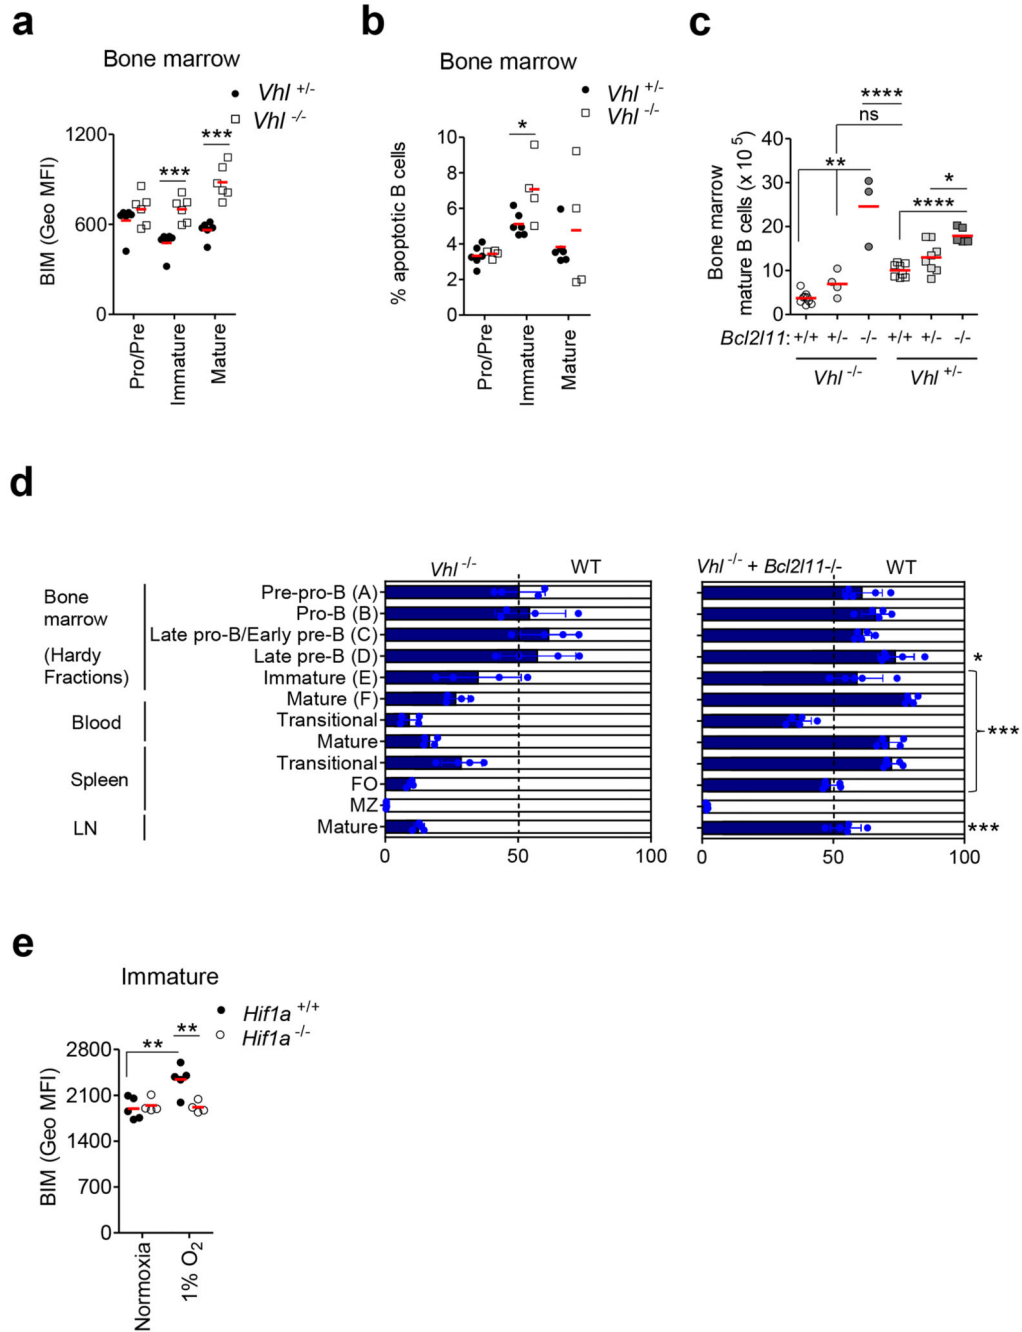 a
Bone marrow
Vhl +/-
Vhl -/-
BIM (Geo MFI)
1200
600
0
***
***
Pro/Pre
Immature
Mature
b
Bone marrow
Vhl +/-
Vhl -/-
% apoptotic B cells
10
8
6
4
2
0
*
Pro/Pre
Immature
Mature
c
Bone marrow
mature B cells (x 10 5)
40
30
20
10
0
****
ns
**
*
****
Bcl2l11: +/+ +/- -/- +/+ +/- -/-
Vhl -/- Vhl +/-
d
Vhl -/- WT
Vhl -/- + Bcl2l11-/- WT
Bone
marrow
(Hardy
Fractions)
Blood
Spleen
LN
Pre-pro-B (A)
Pro-B (B)
Late pro-B/Early pre-B (C)
Late pre-B (D)
Immature (E)
Mature (F)
Transitional
Mature
Transitional
FO
MZ
Mature
*
***
***
0 50 100
0 50 100
e
Immature
Hif1a +/+
Hif1a -/-
BIM (Geo MFI)
2800
2100
1400
700
0
**
**
Normoxia
1% O2